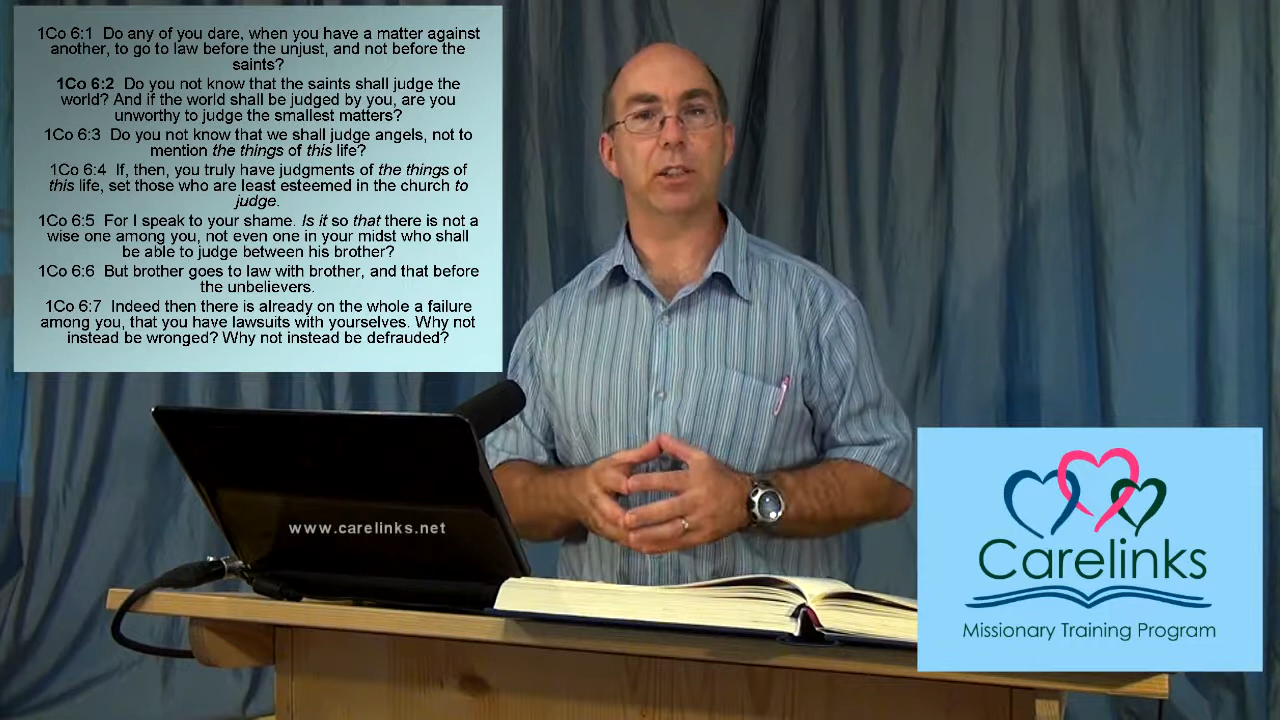 1Co 6:1 Do any of you dare, when you have a matter against
another, to go to law before the unjust, and not before the
saints?
1Co 6:2 Do you not know that the saints shall judge the
world? And if the world shall be judged by you, are you
unworthy to judge the smallest matters?
1Co 6:3 Do you not know that we shall judge angels, not to
mention the things of this life?
1Co 6:4 If, then, you truly have judgments of the things of
this life, set those who are least esteemed in the church to
judge.
1Co 6:5 For I speak to your shame. Is it so that there is not a
wise one among you, not even one in your midst who shall
be able to judge between his brother?
1Co 6:6 But brother goes to law with brother, and that before
the unbelievers.
1Co 6:7 Indeed then there is already on the whole a failure
among you, that you have lawsuits with yourselves. Why not
instead be wronged? Why not instead be defrauded?
www.carelinks.net
Carelinks
Missionary Training Program